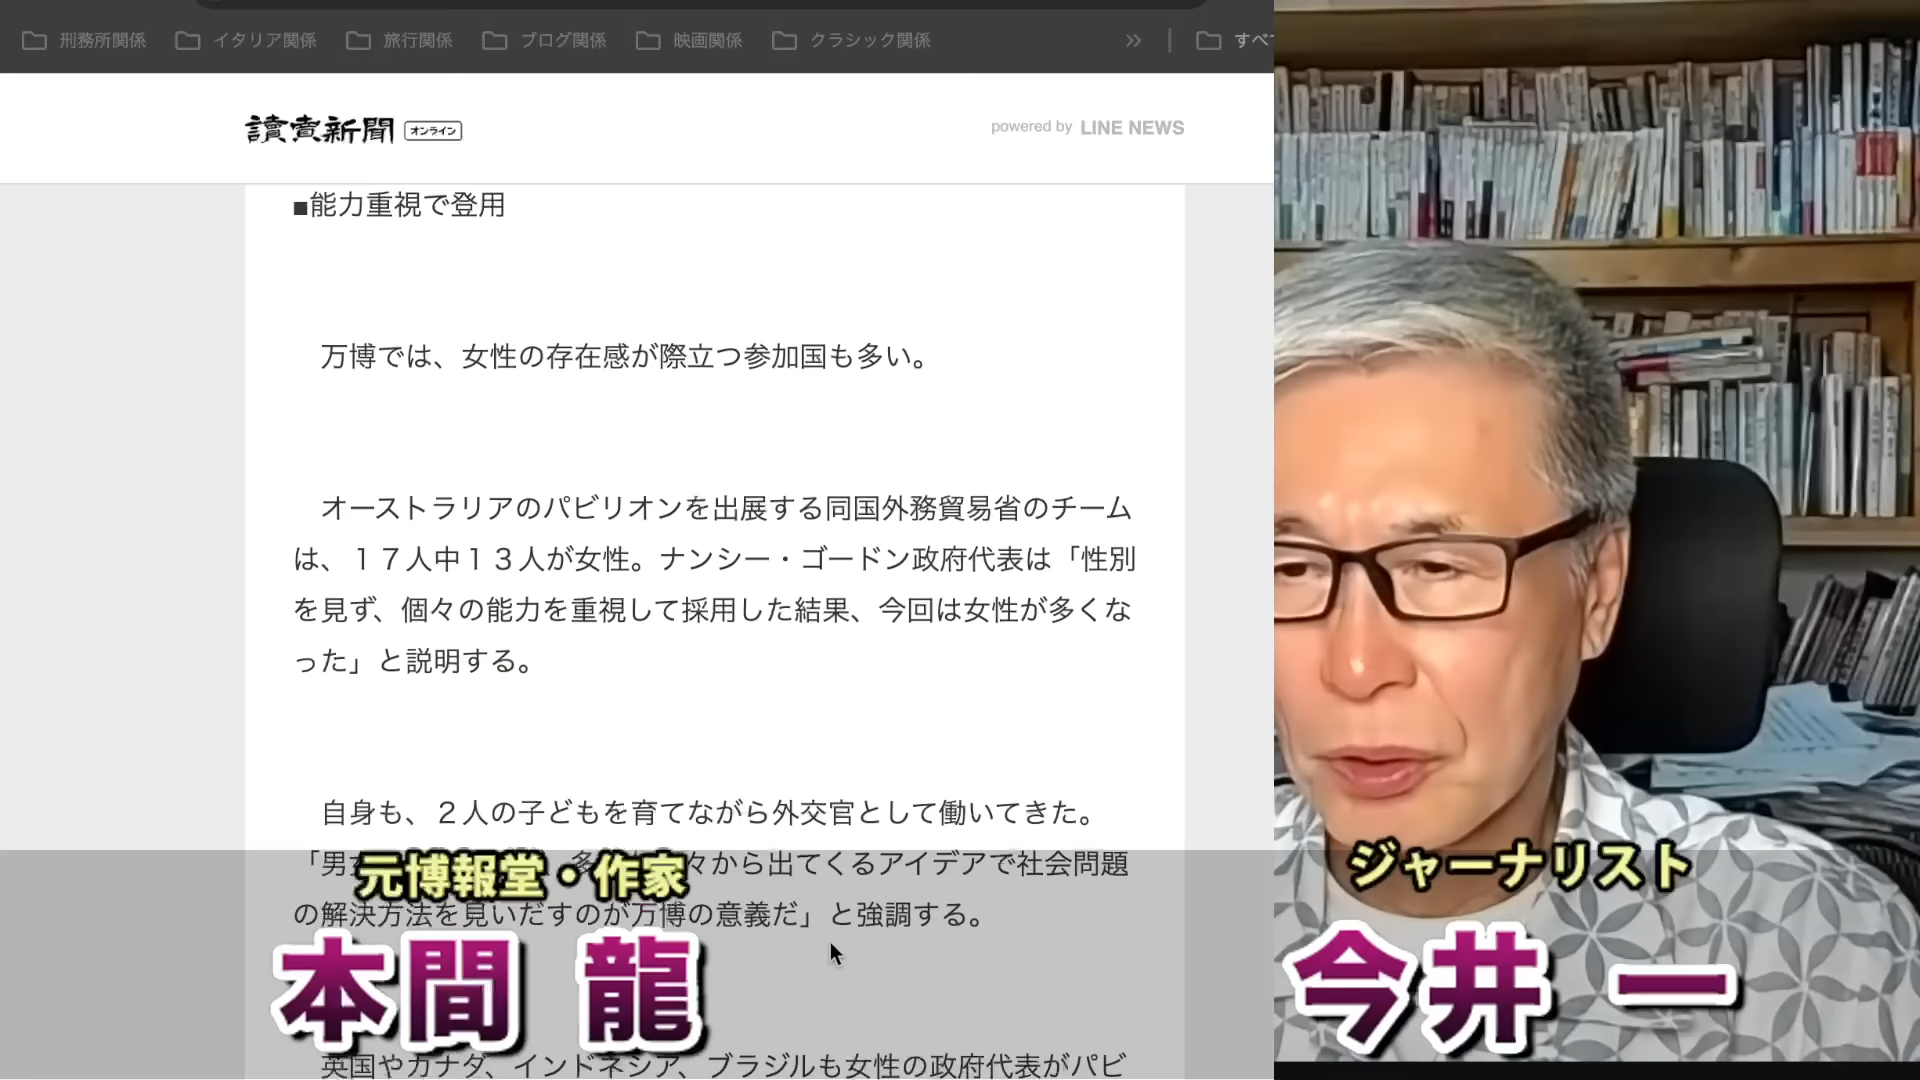 刑務所関係
イタリア関係
旅行関係
ブログ関係
映画関係
クラシック関係
»
すべ
讀賣新聞 オンライン
powered by LINE NEWS
■能力重視で登用
万博では、女性の存在感が際立つ参加国も多い。
オーストラリアのパビリオンを出展する同国外務貿易省のチーム
は、17人中13人が女性。ナンシー・ゴードン政府代表は「性別
を見ず、個々の能力を重視して採用した結果、今回は女性が多くな
った」と説明する。
自身も、2人の子どもを育てながら外交官として働いてきた。
「男 多 々から出てくるアイデアで社会問題
の解決方法を見いだすのが万博の意義だ」と強調する。
英国やカナダ、インドネシア、ブラジルも女性の政府代表がパビ
元博報堂・作家
本間 龍
ジャーナリスト
今井 一